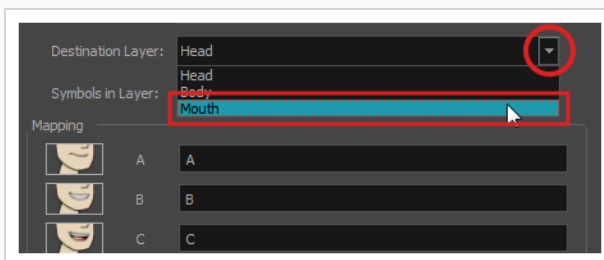 Destination Layer: Head
Head
Symbols in Layer: Body
Mouth
Mapping
A A
B B
C C